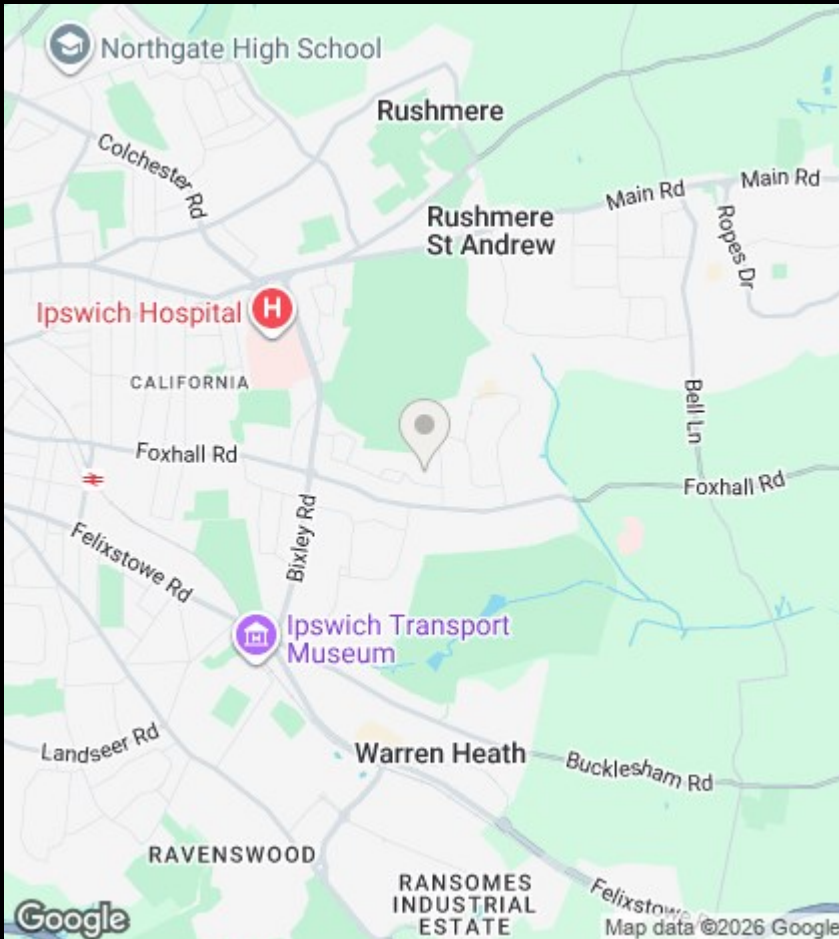 Northgate High School
Rushmere
Colchester Rd
Main Rd
Main Rd
Rushmere
St Andrew
Ropes Dr
Ipswich Hospital
H
CALIFORNIA
Bell Ln
Foxhall Rd
Foxhall Rd
Bixley Rd
Felixstowe Rd
Ipswich Transport
Museum
Landseer Rd
Warren Heath
Bucklesham Rd
RAVENSWOOD
RANSOMES
INDUSTRIAL
ESTATE
Felixstowe
Google
Map data ©2026 Google